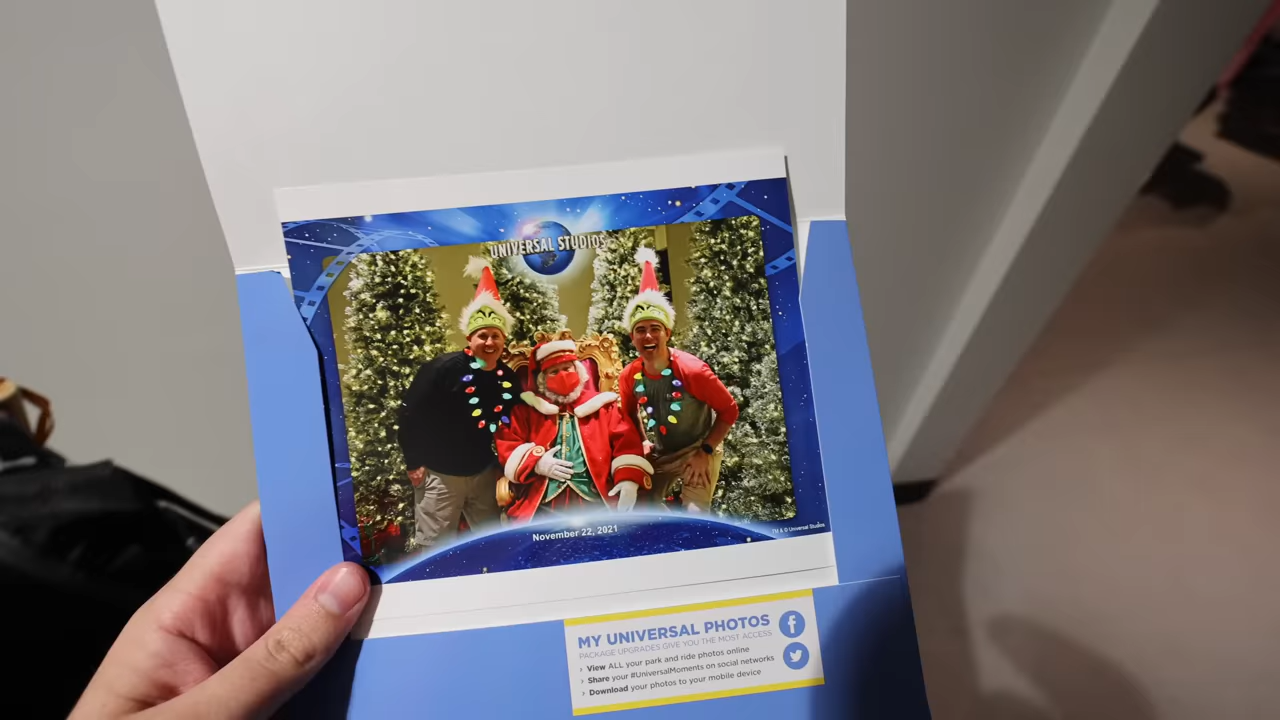 UNIVERSAL STUDIOS
November 22, 2021
TM & © Universal Studios
MY UNIVERSAL PHOTOS
PACKAGE UPGRADES GIVE YOU THE MOST ACCESS
› View ALL your park and ride photos online
› Share your #UniversalMoments on social networks
› Download your photos to your mobile device